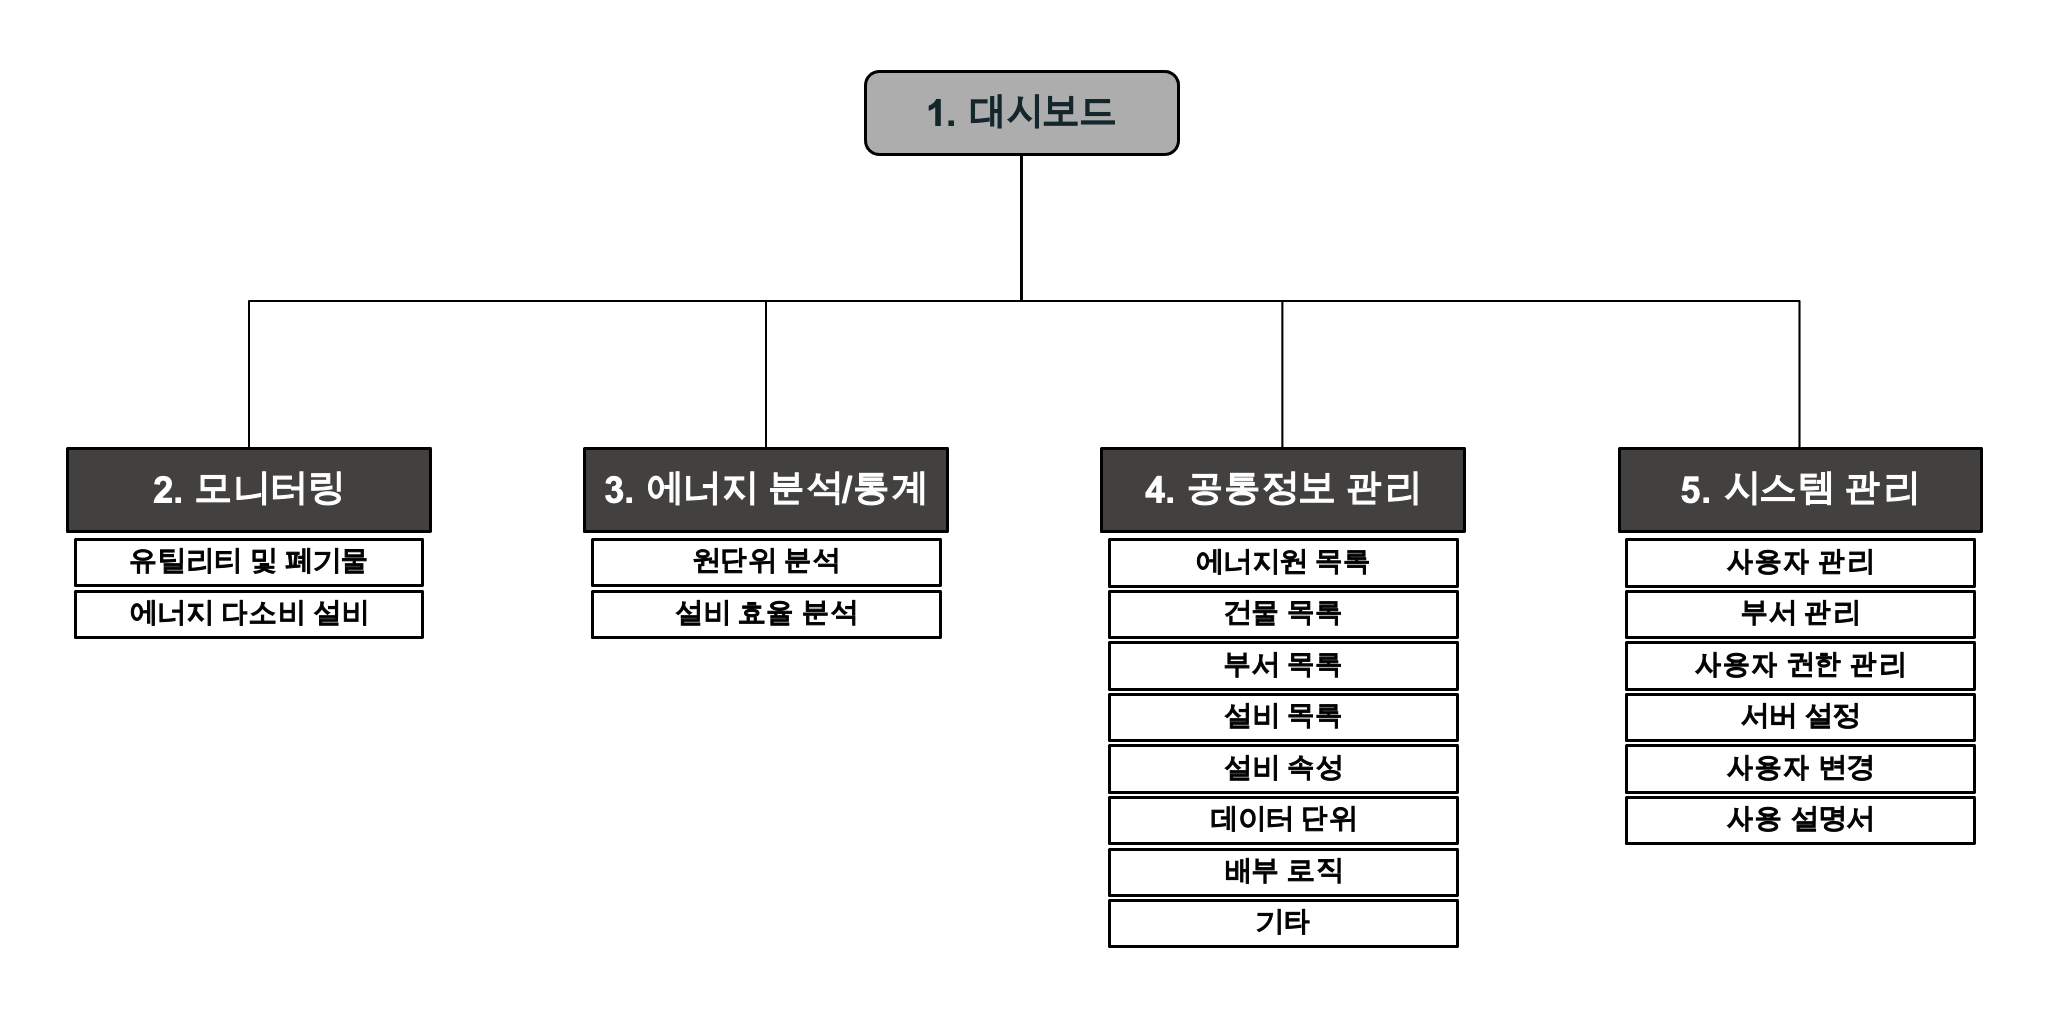 1. 대시보드
2. 모니터링
유틸리티 및 폐기물
에너지 다소비 설비
3. 에너지 분석/통계
원단위 분석
설비 효율 분석
4. 공통정보 관리
에너지원 목록
건물 목록
부서 목록
설비 목록
설비 속성
데이터 단위
배부 로직
기타
5. 시스템 관리
사용자 관리
부서 관리
사용자 권한 관리
서버 설정
사용자 변경
사용 설명서